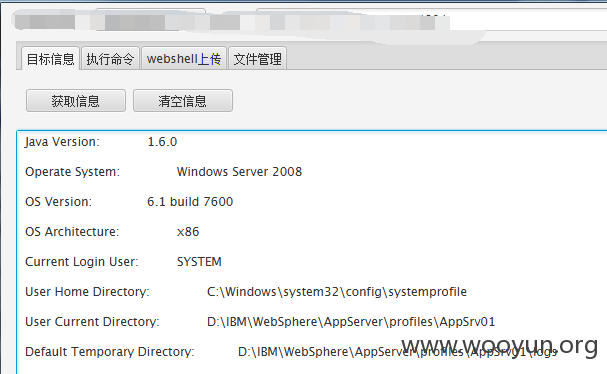 目标信息 执行命令 webshell上传 文件管理
获取信息 清空信息
Java Version: 1.6.0
Operate System: Windows Server 2008
OS Version: 6.1 build 7600
OS Architecture: x86
Current Login User: SYSTEM
User Home Directory: C:\Windows\system32\config\systemprofile
User Current Directory: D:\IBM\WebSphere\AppServer\profiles\AppSrv01
Default Temporary Directory: D:\IBM\WebSphere\AppServer\profiles\AppSrv01\logs
www.wooyun.org